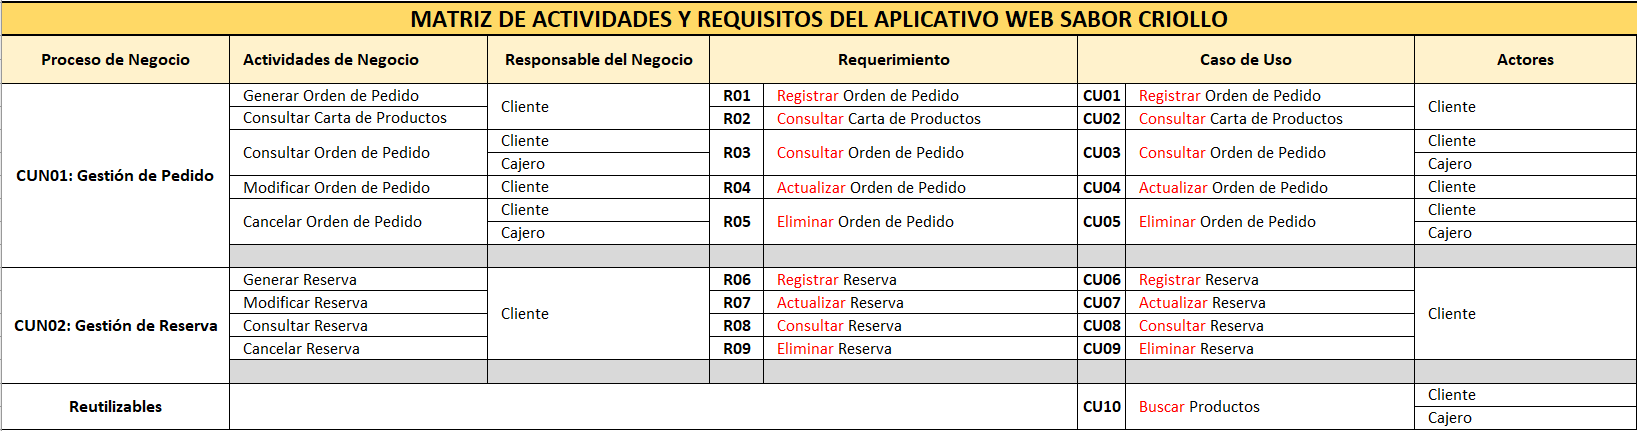 MATRIZ DE ACTIVIDADES Y REQUISITOS DEL APLICATIVO WEB SABOR CRIOLLO
Proceso de Negocio Actividades de Negocio Responsable del Negocio Requerimiento Caso de Uso Actores
CUN01: Gestión de Pedido
Generar Orden de Pedido Cliente R01 Registrar Orden de Pedido CU01 Registrar Orden de Pedido Cliente
Consultar Carta de Productos R02 Consultar Carta de Productos CU02 Consultar Carta de Productos
Consultar Orden de Pedido Cliente R03 Consultar Orden de Pedido CU03 Consultar Orden de Pedido Cliente
Cajero Cajero
Modificar Orden de Pedido Cliente R04 Actualizar Orden de Pedido CU04 Actualizar Orden de Pedido Cliente
Cancelar Orden de Pedido Cliente R05 Eliminar Orden de Pedido CU05 Eliminar Orden de Pedido Cliente
Cajero Cajero
CUN02: Gestión de Reserva
Generar Reserva Cliente R06 Registrar Reserva CU06 Registrar Reserva Cliente
Modificar Reserva R07 Actualizar Reserva CU07 Actualizar Reserva
Consultar Reserva R08 Consultar Reserva CU08 Consultar Reserva
Cancelar Reserva R09 Eliminar Reserva CU09 Eliminar Reserva
Reutilizables CU10 Buscar Productos Cliente
Cajero